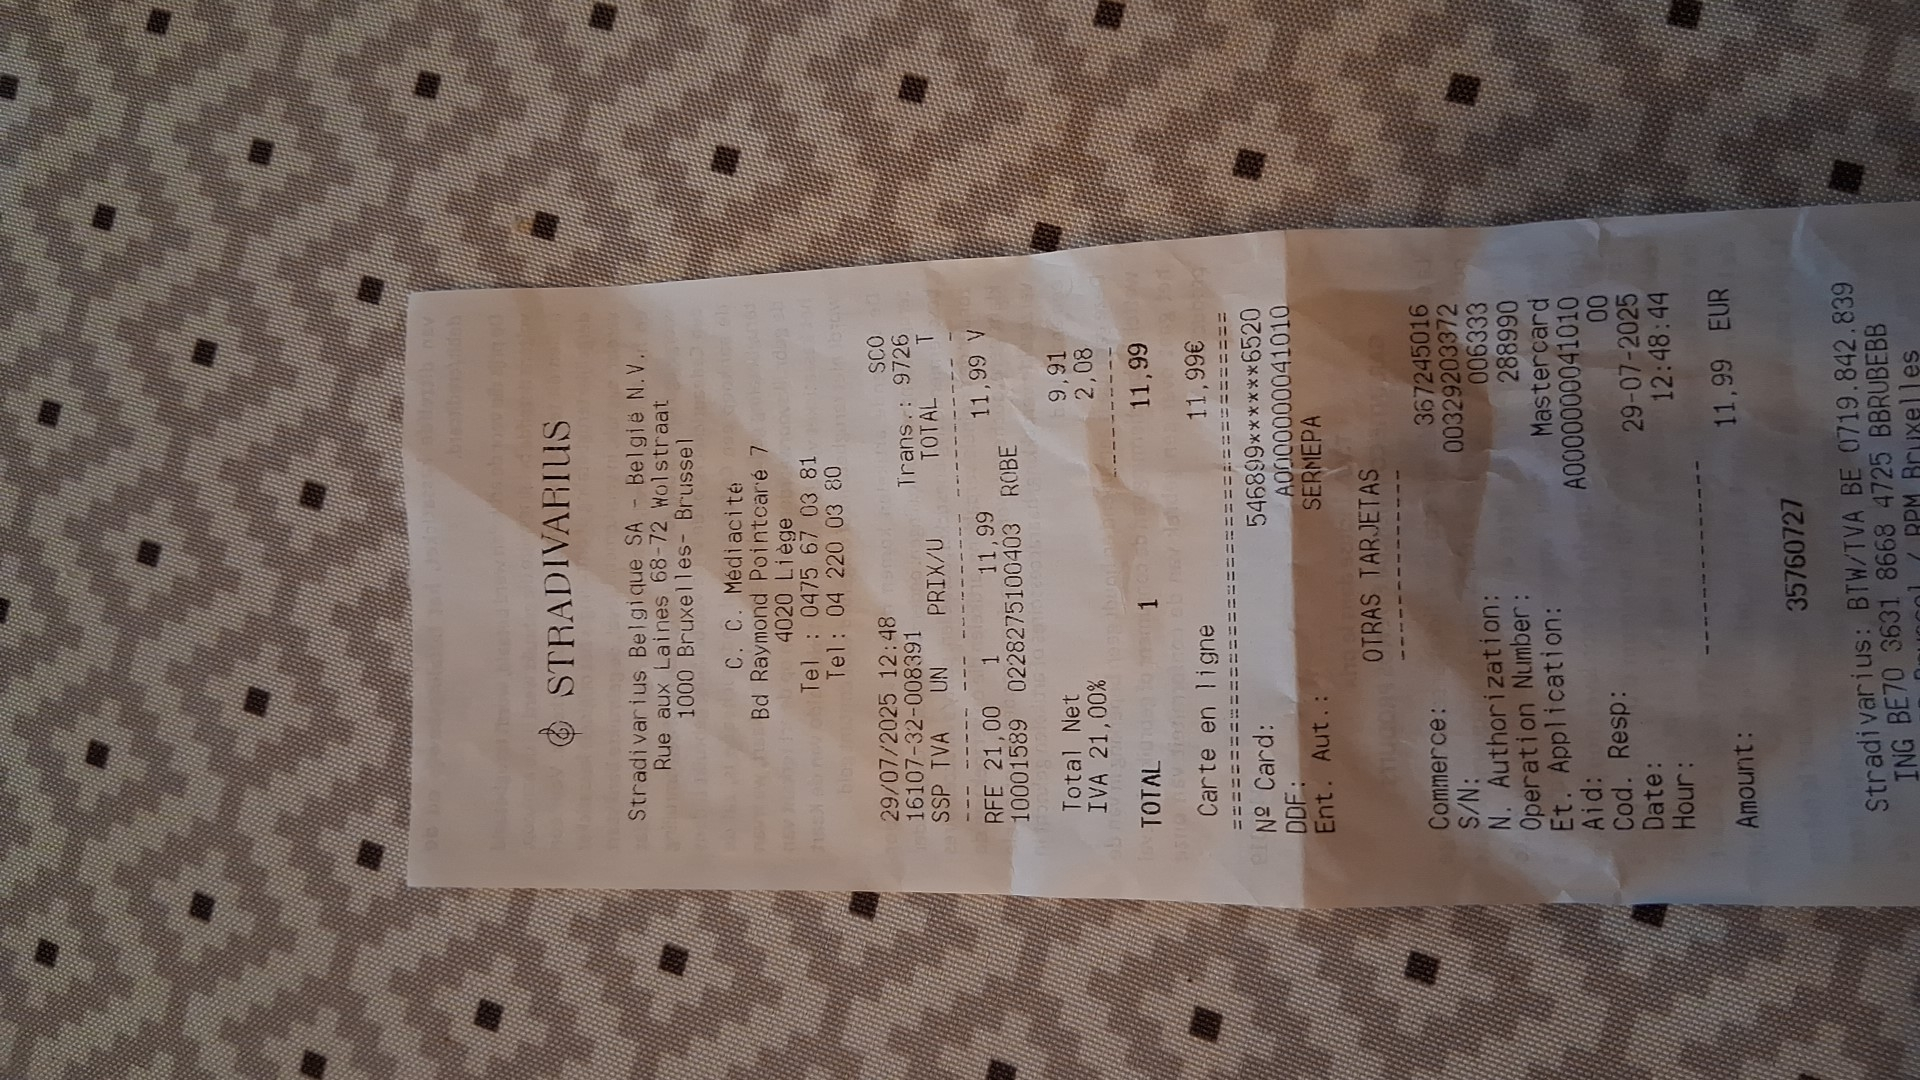 STRADIVARIUS
Stradivarius Belgique SA - België N.V.
Rue aux Laines 68-72 Wolstraat
1000 Bruxelles- Brussel
C. C. Médiacité
Bd Raymond Pointcaré 7
4020 Liège
Tel : 0475 67 03 81
Tel: 04 220 03 80
29/07/2025 12:48 SCO
16107-32-008391 Trans.: 9726
SSP TVA UN PRIX/U TOTAL T
RFE 21,00 1 11,99 11,99 V
10001589 0228275100403 ROBE
Total Net 9,91
IVA 21,00% 2,08
TOTAL 1 11,99
Carte en ligne 11,99€
Nº Card: 546899******6520
DDF: A0000000041010
Ent. Aut.: SERMEPA
OTRAS TARJETAS
Commerce: 367245016
S/N: 00329203372
N. Authorization: 006333
Operation Number: 288990
Et. Application: Mastercard
Aid: A0000000041010
Cod. Resp: 00
Date: 29-07-2025
Hour: 12:48:44
Amount: 11,99 EUR
35760727
Stradivarius: BTW/TVA BE 0719.842.839
ING BE70 3631 8668 4725 BBRUBEBB
/ RPM Bruxelles